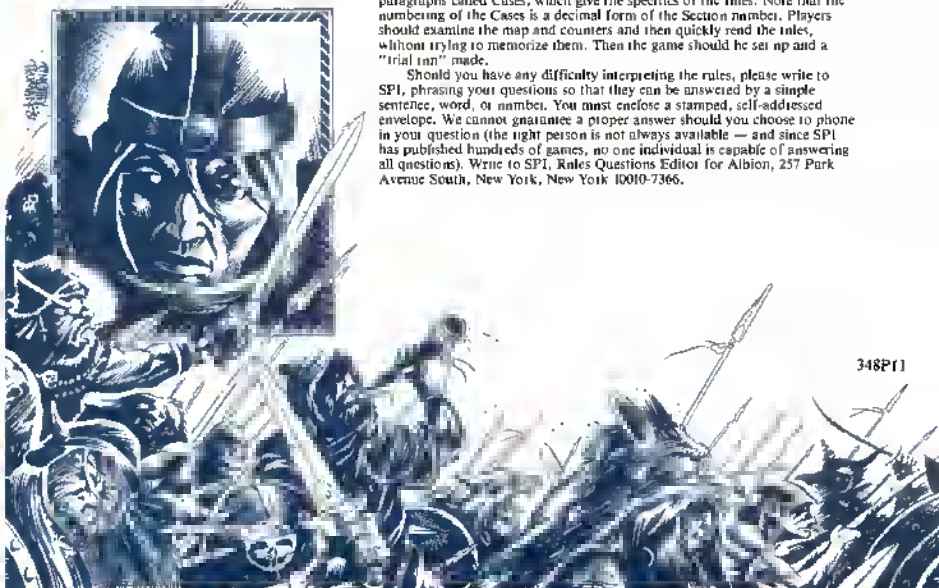 paragraphs called Cases, which give the specifics of the rules. Note that the
numbering of the Cases is a decimal form of the Section number. Players
should examine the map and counters and then quickly read the rules,
without trying to memorize them. Then the game should be set up and a
"trial run" made.
Should you have any difficulty interpreting the rules, please write to
SPI, phrasing your questions so that they can be answered by a simple
sentence, word, or number. You must enclose a stamped, self-addressed
envelope. We cannot guarantee a proper answer should you choose to phone
in your question (the right person is not always available — and since SPI
has published hundreds of games, no one individual is capable of answering
all questions). Write to SPI, Rules Questions Editor for Albion, 257 Park
Avenue South, New York, New York 10010-7366.